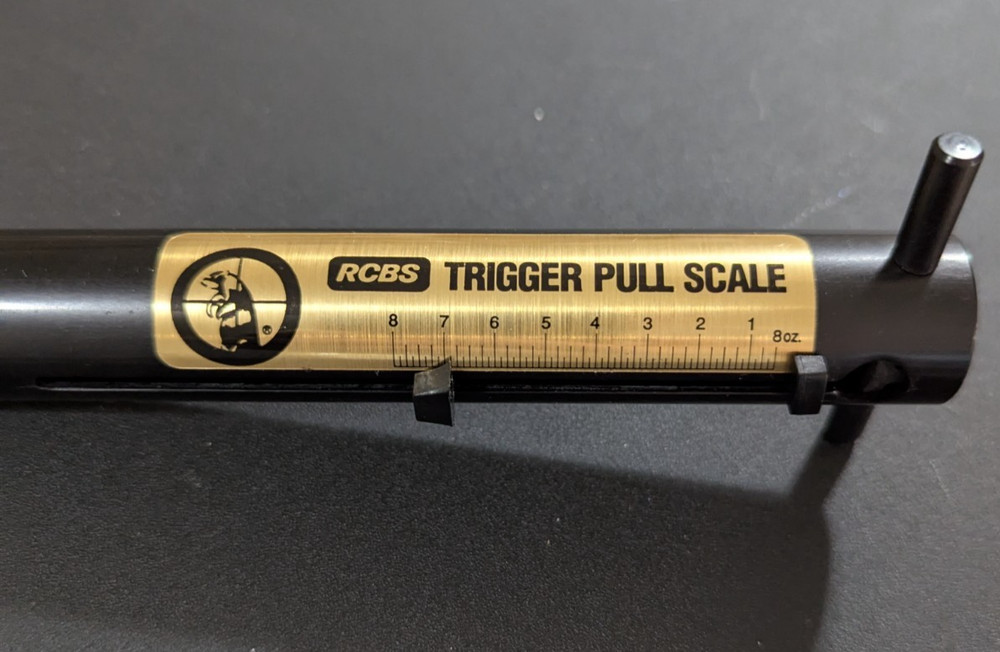 RCBS TRIGGER PULL SCALE
8 7 6 5 4 3 2 1 8oz.
®